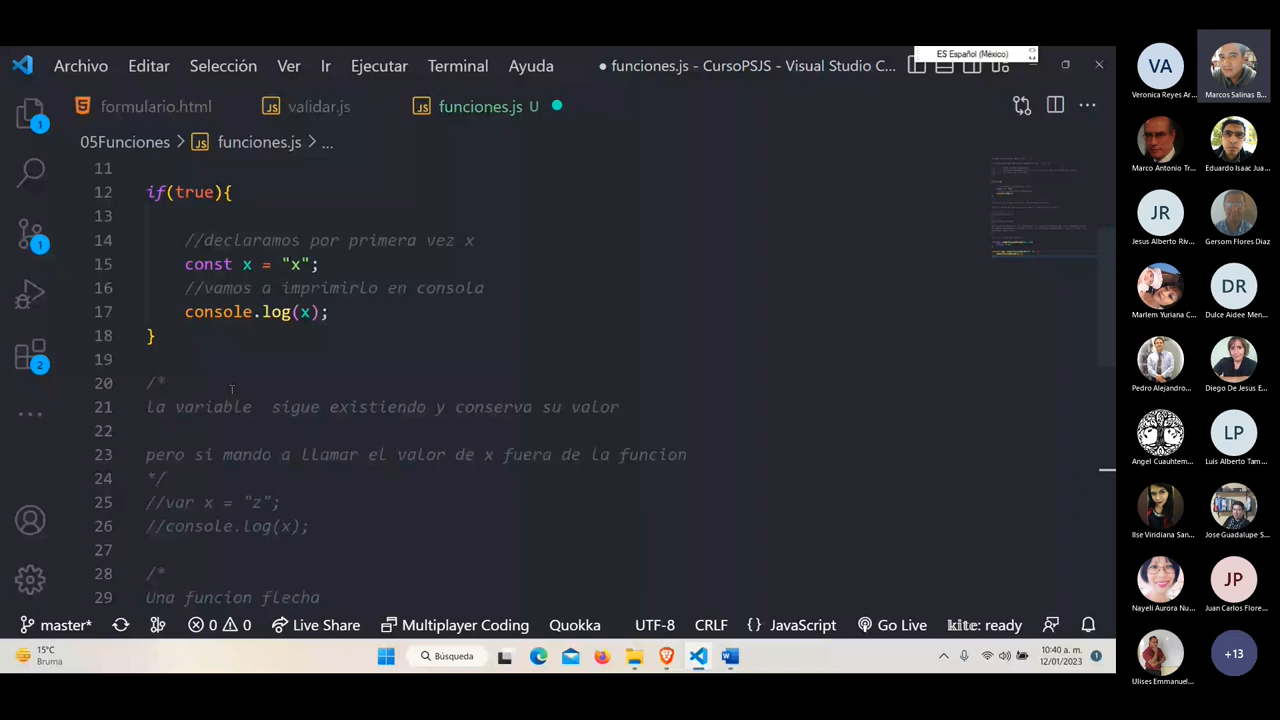 ES Español (México)
Archivo Editar Selección Ver Ir Ejecutar Terminal Ayuda
● funciones.js - CursoPSJS - Visual Studio C...
formulario.html
JS validar.js
JS funciones.js U
05Funciones > JS funciones.js > ...
11
12 if(true){
13
14 //declaramos por primera vez x
15 const x = "x";
16 //vamos a imprimirlo en consola
17 console.log(x);
18 }
19
20 /*
21 la variable  sigue existiendo y conserva su valor
22
23 pero si mando a llamar el valor de x fuera de la funcion
24 */
25 //var x = "z";
26 //console.log(x);
27
28 /*
29 Una funcion flecha
1
1
2
master* 0 0 Live Share Multiplayer Coding Quokka UTF-8 CRLF {} JavaScript Go Live kite: ready
15°C
Bruma
Búsqueda
10:40 a. m.
12/01/2023
1
VA
Veronica Reyes Ar...
Marcos Salinas B...
Marco Antonio Tr...
Eduardo Isaac Jua...
JR
Jesus Alberto Riv...
Gersom Flores Diaz
Marlem Yuriana C...
DR
Dulce Aidee Men...
Pedro Alejandro...
Diego De Jesus E...
Angel Cuauhtem...
LP
Luis Alberto Tam...
Ilse Viridiana San...
Jose Guadalupe S...
Nayeli Aurora Nu...
JP
Juan Carlos Flore...
Ulises Emmanuel...
+13